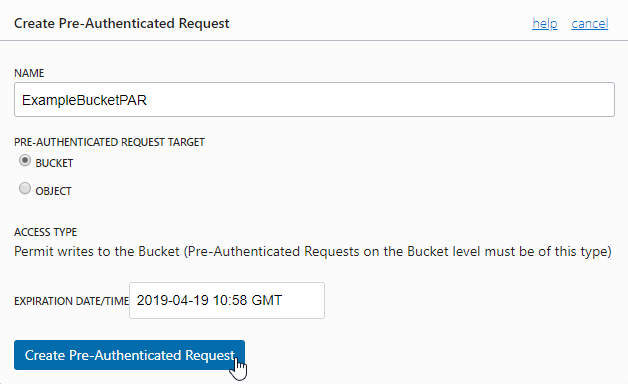 Create Pre-Authenticated Request help cancel
NAME
ExampleBucketPAR
PRE-AUTHENTICATED REQUEST TARGET
BUCKET
OBJECT
ACCESS TYPE
Permit writes to the Bucket (Pre-Authenticated Requests on the Bucket level must be of this type)
EXPIRATION DATE/TIME 2019-04-19 10:58 GMT
Create Pre-Authenticated Request